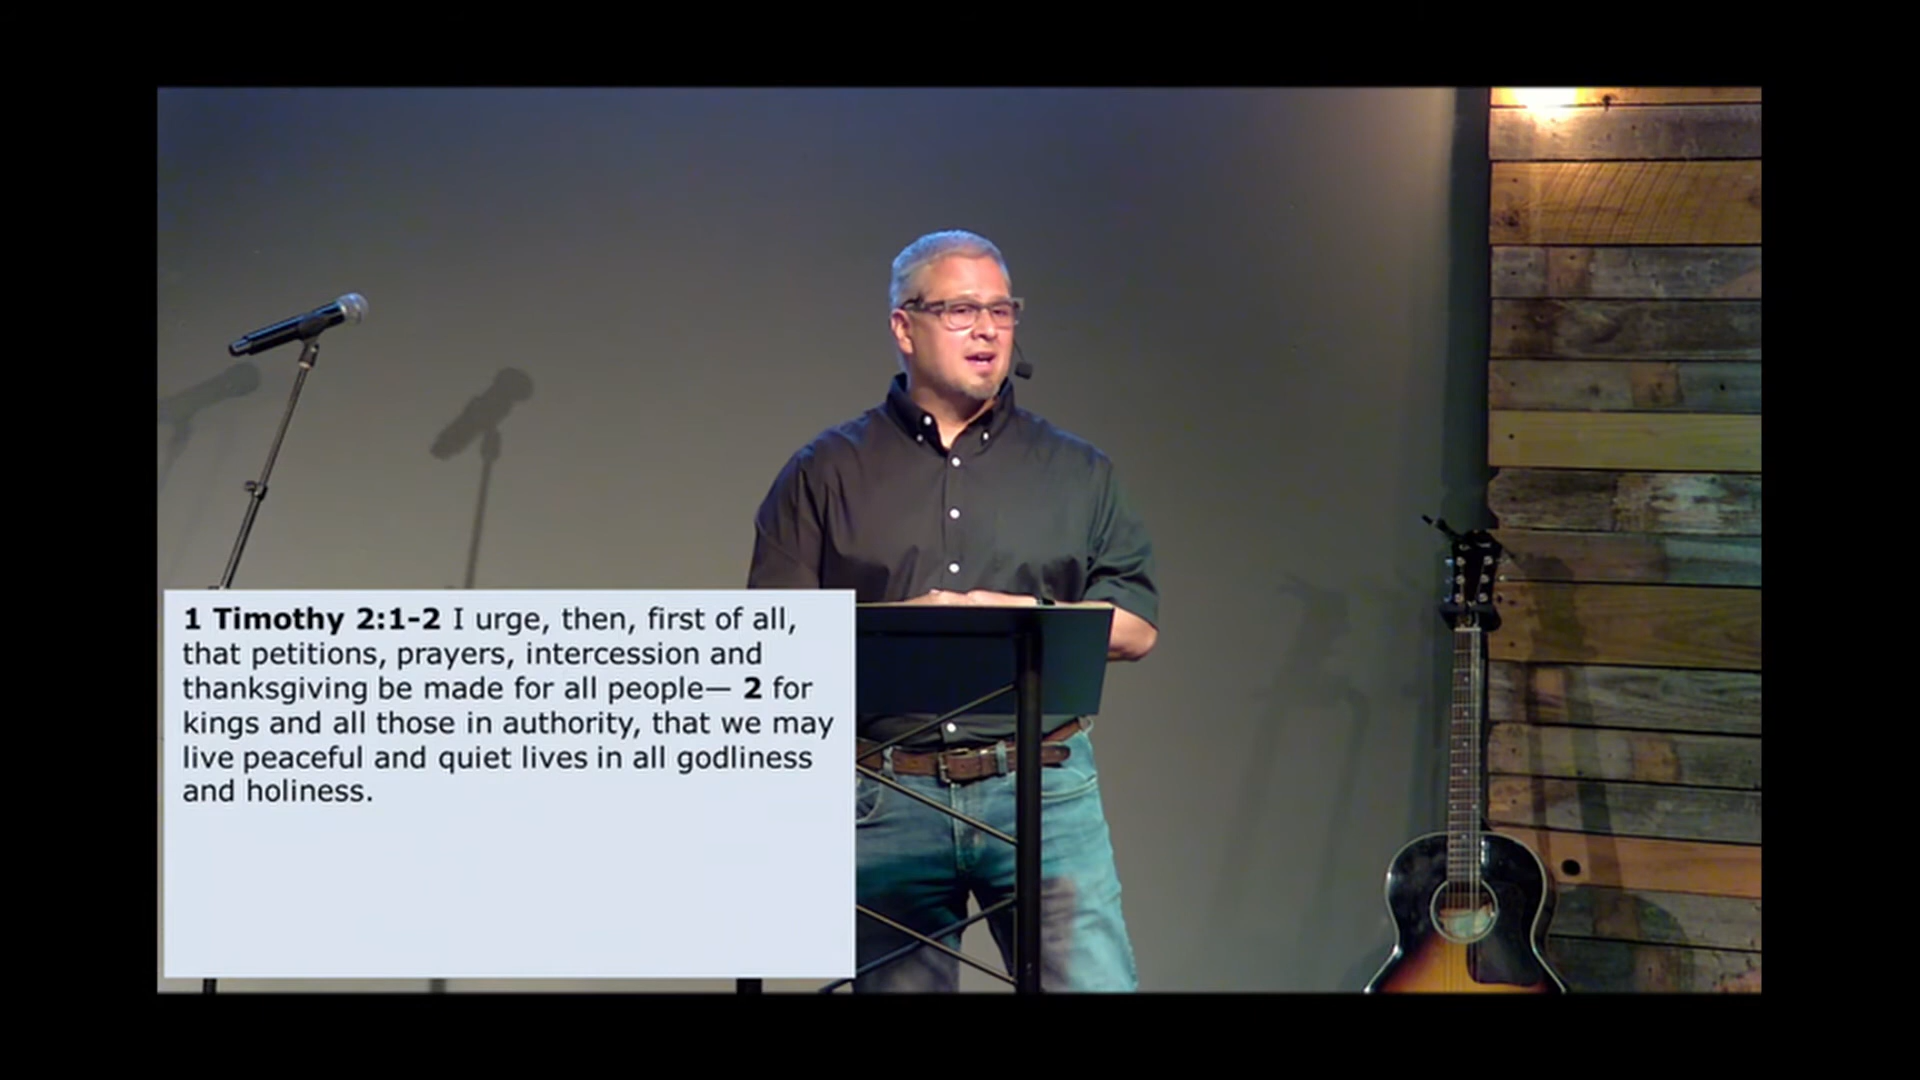 1 Timothy 2:1-2 I urge, then, first of all,
that petitions, prayers, intercession and
thanksgiving be made for all people— 2 for
kings and all those in authority, that we may
live peaceful and quiet lives in all godliness
and holiness.